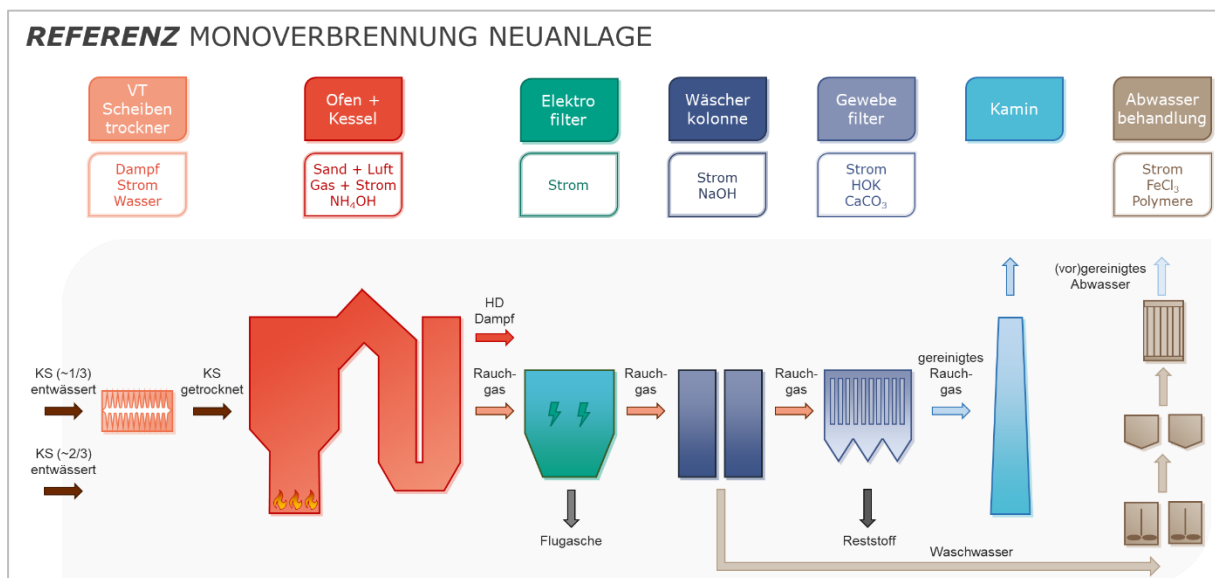 REFERENZ MONOVERBRENNUNG NEUANLAGE
VT
Scheiben
trockner
Ofen +
Kessel
Elektro
filter
Wäscher
kolonne
Gewebe
filter
Kamin
Abwasser
behandlung
Dampf
Strom
Wasser
Sand + Luft
Gas + Strom
NH₄OH
Strom
Strom
NaOH
Strom
HOK
CaCO₃
Strom
FeCl₃
Polymere
(vor)gereinigtes
Abwasser
HD
Dampf
KS (~1/3)
entwässert
KS
getrocknet
Rauch-
gas
Rauch-
gas
Rauch-
gas
gereinigtes
Rauch-
gas
KS (~2/3)
entwässert
Flugasche
Reststoff
Waschwasser